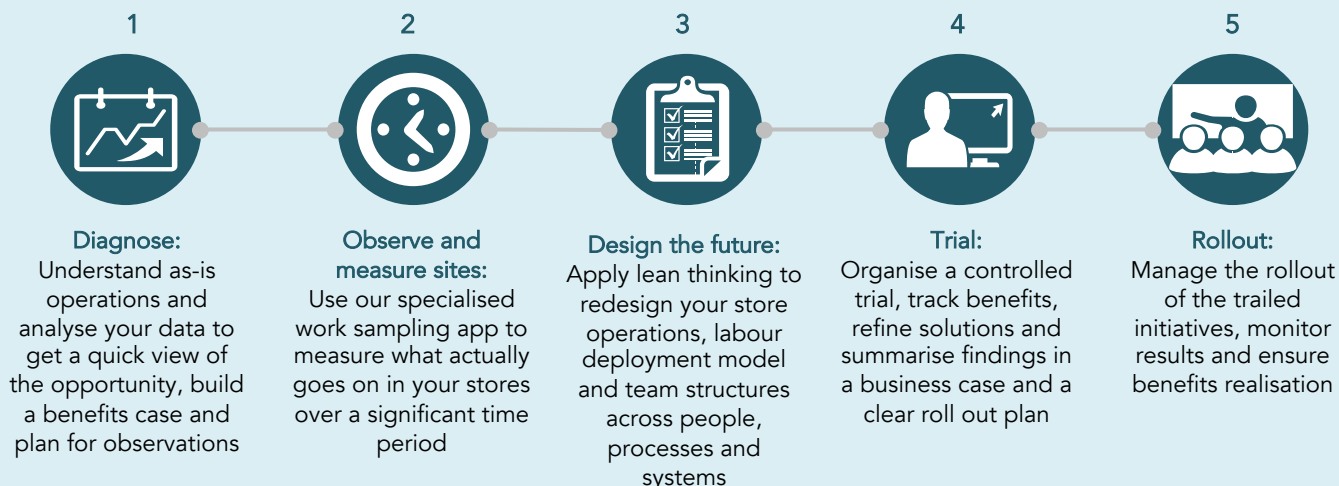 1
Diagnose:
Understand as-is
operations and
analyse your data to
get a quick view of
the opportunity, build
a benefits case and
plan for observations
2
Observe and
measure sites:
Use our specialised
work sampling app to
measure what actually
goes on in your stores
over a significant time
period
3
Design the future:
Apply lean thinking to
redesign your store
operations, labour
deployment model
and team structures
across people,
processes and
systems
4
Trial:
Organise a controlled
trial, track benefits,
refine solutions and
summarise findings in
a business case and a
clear roll out plan
5
Rollout:
Manage the rollout
of the trailed
initiatives, monitor
results and ensure
benefits realisation